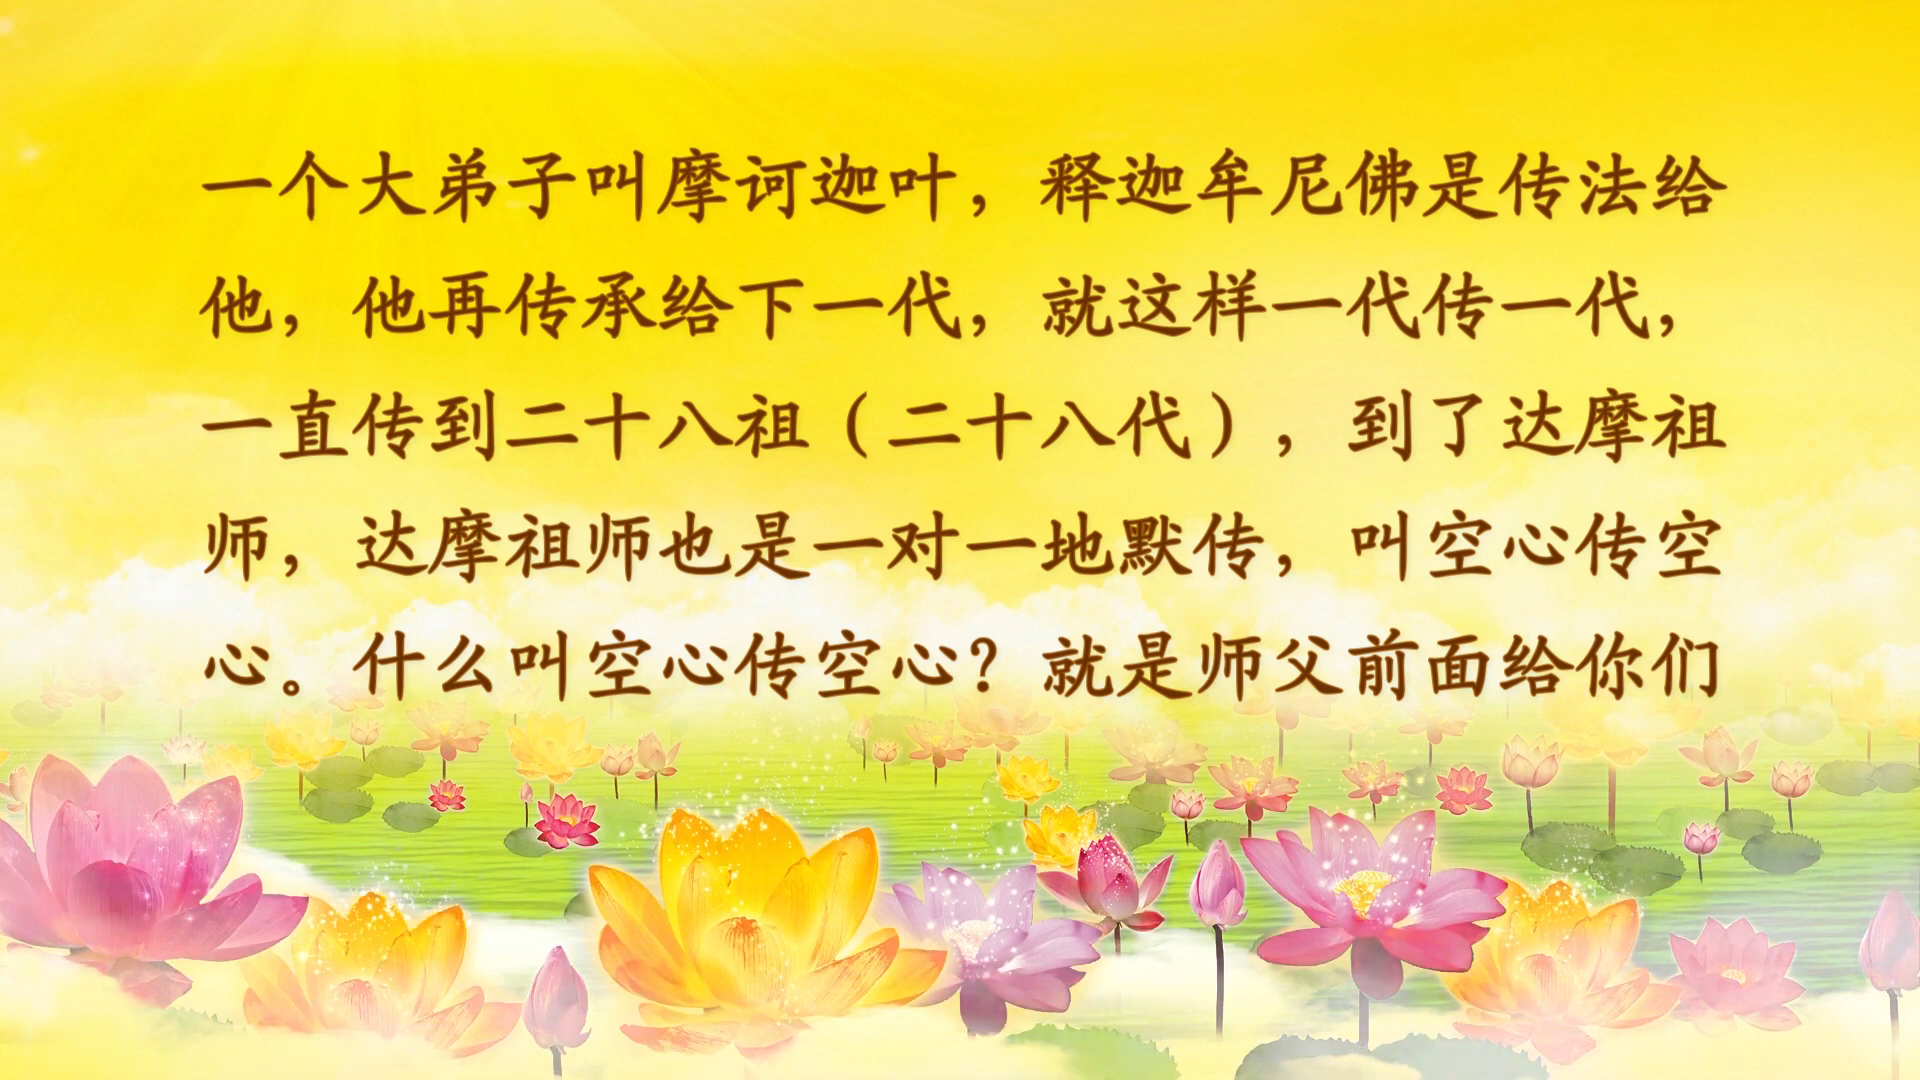 一个大弟子叫摩诃迦叶，释迦牟尼佛是传法给
他，他再传承给下一代，就这样一代传一代，
一直传到二十八祖（二十八代），到了达摩祖
师，达摩祖师也是一对一地默传，叫空心传空
心。什么叫空心传空心？就是师父前面给你们